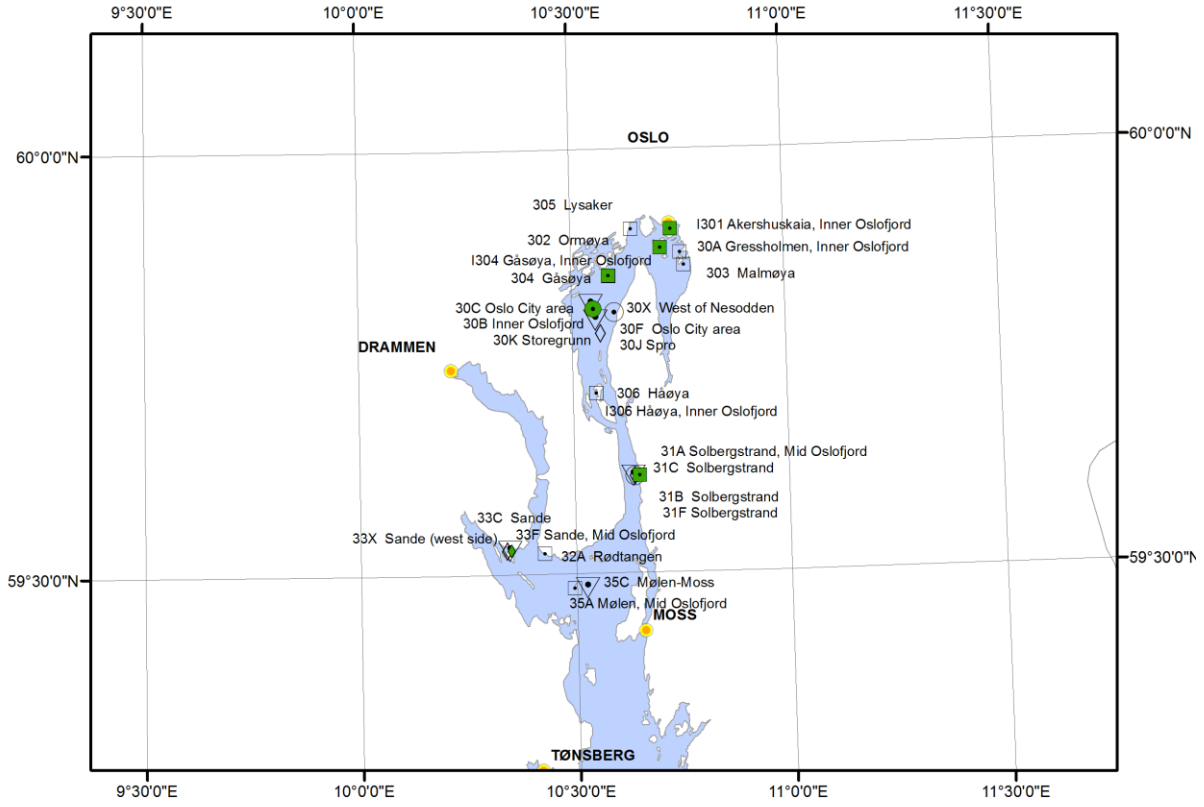 9°30'0"E
10°00'0"E
10°30'0"E
11°00'0"E
11°30'0"E
60°0'0"N
OSLO
60°0'0"N
305 Lysaker
I301 Akershuskaia, Inner Oslofjord
302 Ormøya
30A Gressholmen, Inner Oslofjord
I304 Gåsøya, Inner Oslofjord
304 Gåsøya
303 Malmøya
30C Oslo City area
30X West of Nesodden
30B Inner Oslofjord
30F Oslo City area
30K Storegrunn
30J Spro
DRAMMEN
306 Håøya
I306 Håøya, Inner Oslofjord
31A Solbergstrand, Mid Oslofjord
31C Solbergstrand
31B Solbergstrand
31F Solbergstrand
33C Sande
33F Sande, Mid Oslofjord
33X Sande (west side)
32A Rødtangen
59°30'0"N
59°30'0"N
35C Mølen-Moss
35A Mølen, Mid Oslofjord
MOSS
TØNSBERG
9°30'0"E
10°00'0"E
10°30'0"E
11°00'0"E
11°30'0"E